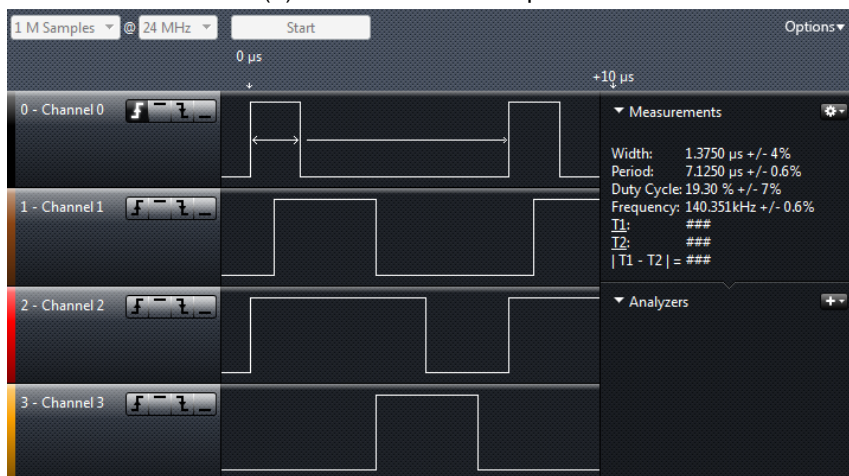 1 M Samples @ 24 MHz Start Options
0 µs
+10 µs
0 - Channel 0
Measurements
Width: 1.3750 µs +/- 4%
Period: 7.1250 µs +/- 0.6%
Duty Cycle: 19.30 % +/- 7%
Frequency: 140.351kHz +/- 0.6%
T1: ###
T2: ###
| T1 - T2 | = ###
1 - Channel 1
2 - Channel 2
Analyzers
3 - Channel 3